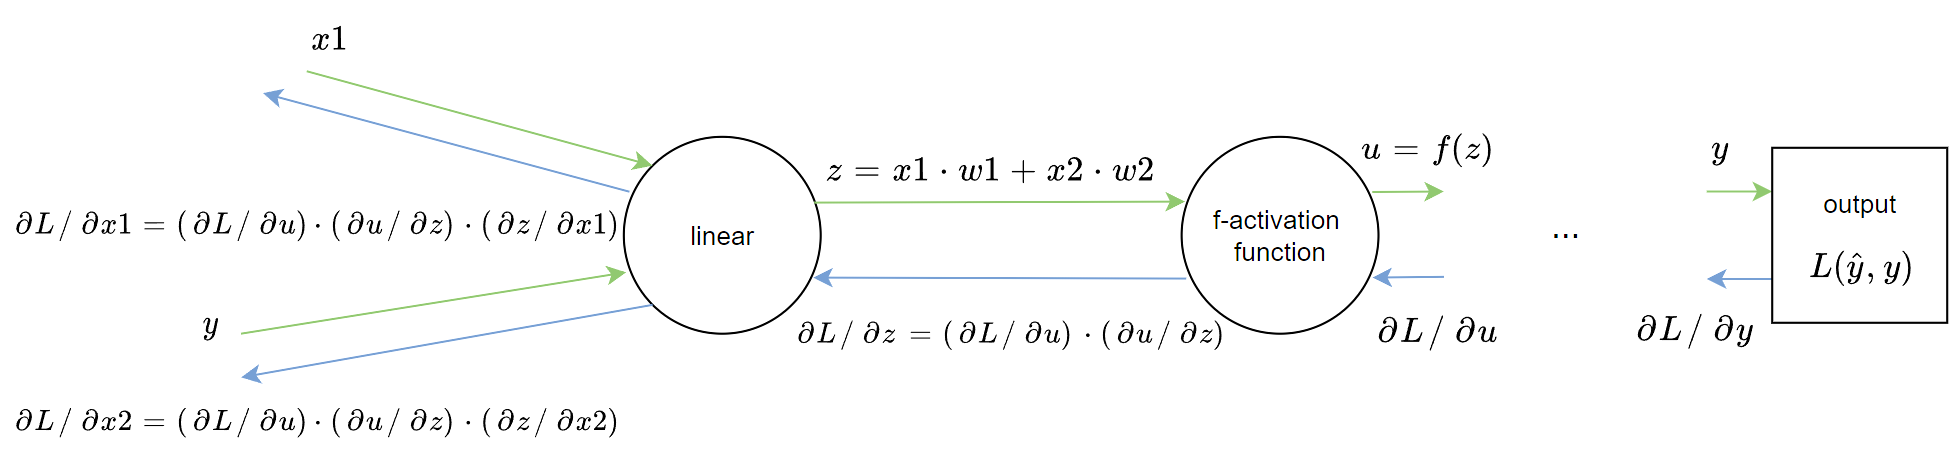 x1
∂L/ ∂x1 = (∂L/ ∂u) · (∂u/ ∂z) · (∂z/ ∂x1)
y
∂L/ ∂x2 = (∂L/ ∂u) · (∂u/ ∂z) · (∂z/ ∂x2)
linear
z = x1 · w1 + x2 · w2
∂L/ ∂z = (∂L/ ∂u) · (∂u/ ∂z)
f-activation
function
u = f(z)
∂L/ ∂u
...
y
∂L/ ∂y
output
L(ŷ, y)